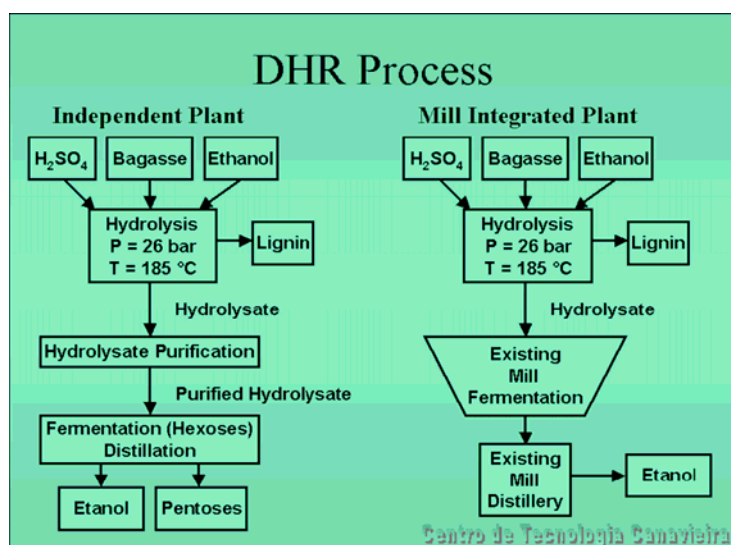 DHR Process
Independent Plant
H₂SO₄
Bagasse
Ethanol
Hydrolysis
P = 26 bar
T = 185 °C
Lignin
Hydrolysate
Hydrolysate Purification
Purified Hydrolysate
Fermentation (Hexoses)
Distillation
Etanol
Pentoses
Mill Integrated Plant
H₂SO₄
Bagasse
Ethanol
Hydrolysis
P = 26 bar
T = 185 °C
Lignin
Hydrolysate
Existing
Mill
Fermentation
Existing
Mill
Distillery
Etanol
Centro de Tecnologia Canavieira